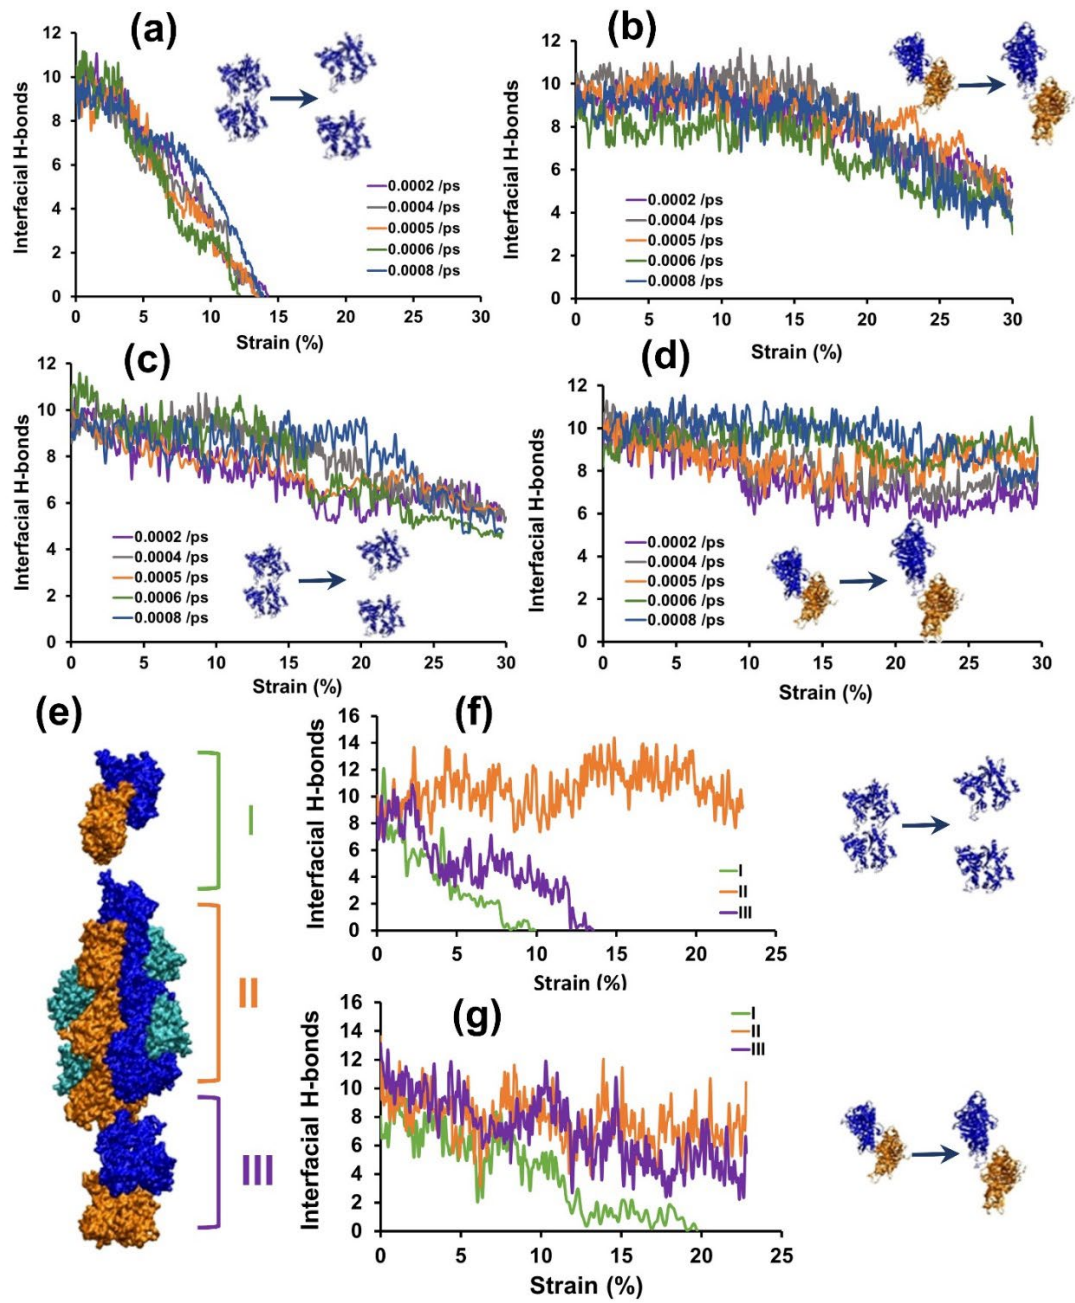 (a)
Interfacial H-bonds
12
10
8
6
4
2
0
0.0002 /ps
0.0004 /ps
0.0005 /ps
0.0006 /ps
0.0008 /ps
0 5 10 15 20 25 30
Strain (%)
(b)
Interfacial H-bonds
12
10
8
6
4
2
0
0.0002 /ps
0.0004 /ps
0.0005 /ps
0.0006 /ps
0.0008 /ps
0 5 10 15 20 25 30
Strain (%)
(c)
Interfacial H-bonds
12
10
8
6
4
2
0
0.0002 /ps
0.0004 /ps
0.0005 /ps
0.0006 /ps
0.0008 /ps
0 5 10 15 20 25 30
Strain (%)
(d)
Interfacial H-bonds
12
10
8
6
4
2
0
0.0002 /ps
0.0004 /ps
0.0005 /ps
0.0006 /ps
0.0008 /ps
0 5 10 15 20 25 30
Strain (%)
(e)
I
II
III
(f)
Interfacial H-bonds
16
14
12
10
8
6
4
2
0
I
II
III
0 5 10 15 20 25
Strain (%)
(g)
Interfacial H-bonds
16
14
12
10
8
6
4
2
0
I
II
III
0 5 10 15 20 25
Strain (%)